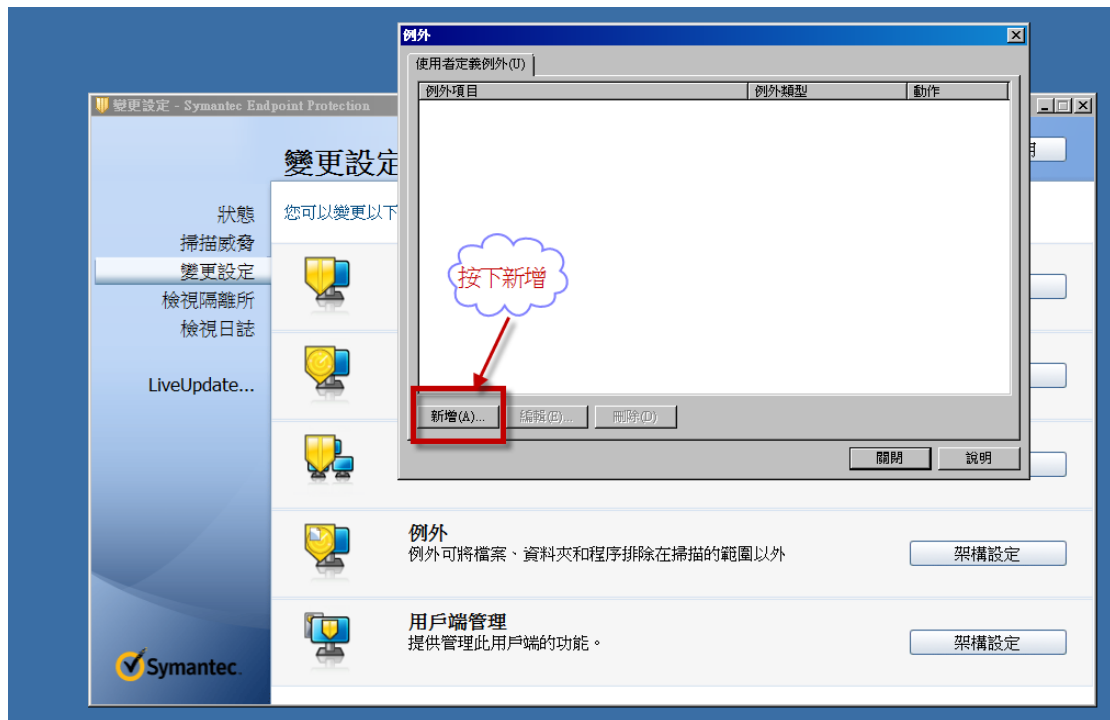 例外
使用者定義例外(U)
例外項目 例外類型 動作
變更設定 - Symantec Endpoint Protection
變更設定
您可以變更以下
狀態
掃描威脅
變更設定
檢視隔離所
檢視日誌
LiveUpdate...
按下新增
新增(A)... 編輯(E)... 刪除(D)
關閉 說明
例外
例外可將檔案、資料夾和程序排除在掃描的範圍以外
架構設定
用戶端管理
提供管理此用戶端的功能。
架構設定
Symantec.